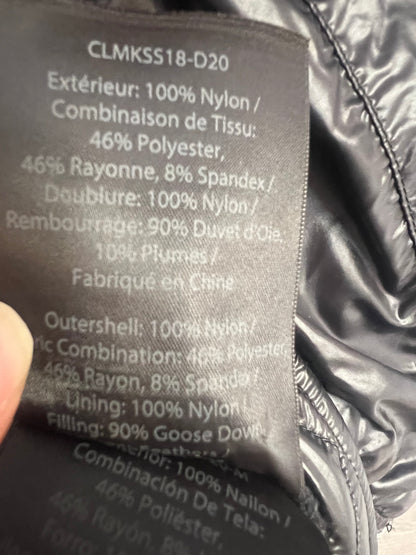 CLMKSS18-D20
Extérieur: 100% Nylon /
Combinaison de Tissu:
46% Polyester,
46% Rayonne, 8% Spandex /
Doublure: 100% Nylon /
Rembourrage: 90% Duvet d'Oie,
10% Plumes /
Fabriqué en Chine
Outershell: 100% Nylon /
Combination: 46% Polyester
46% Rayon, 8% Spandex
Lining: 100% Nylon /
Filling: 90% Goose Down
100% Nailon /
Combinación De Tela:
46% Poliéster,
46% Rayón, 8%